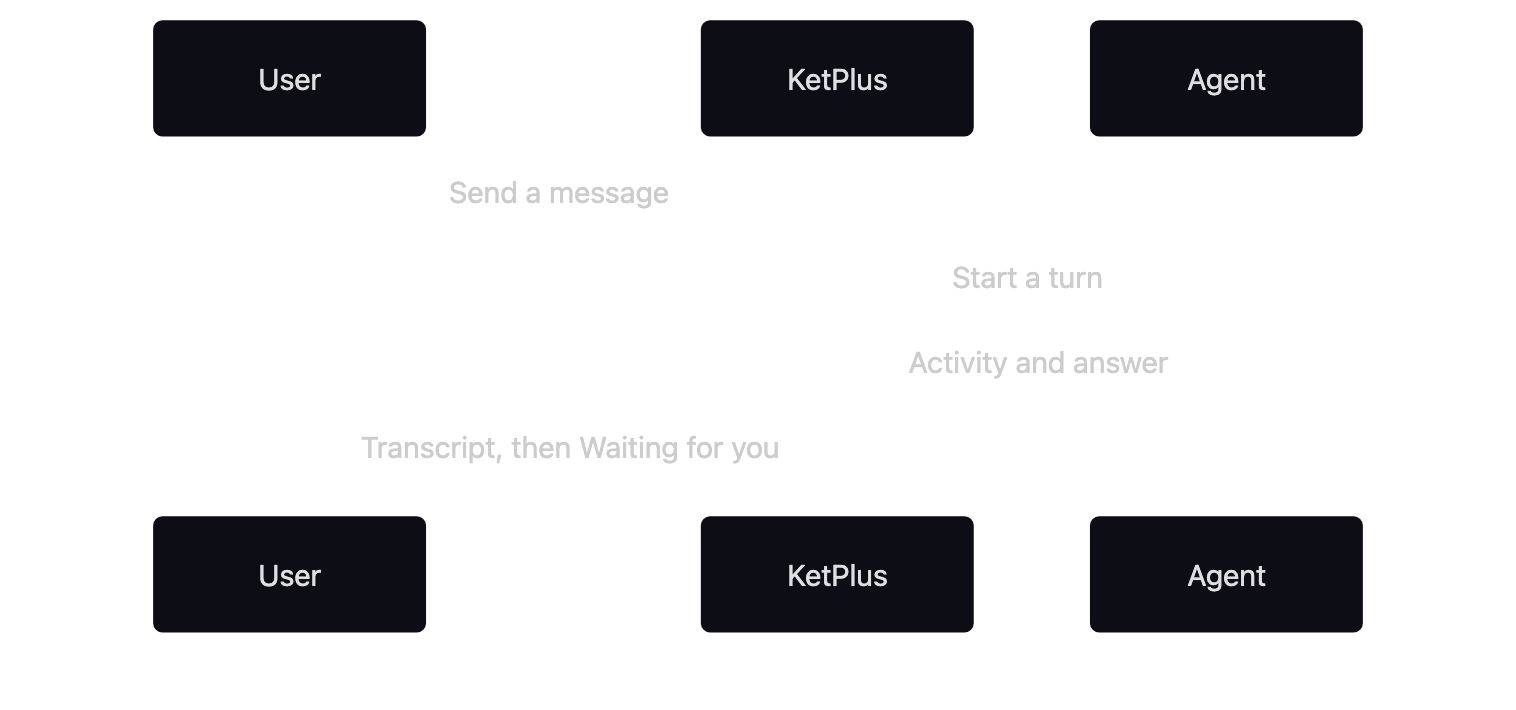 User
KetPlus
Agent
Send a message
Start a turn
Activity and answer
Transcript, then Waiting for you
User
KetPlus
Agent